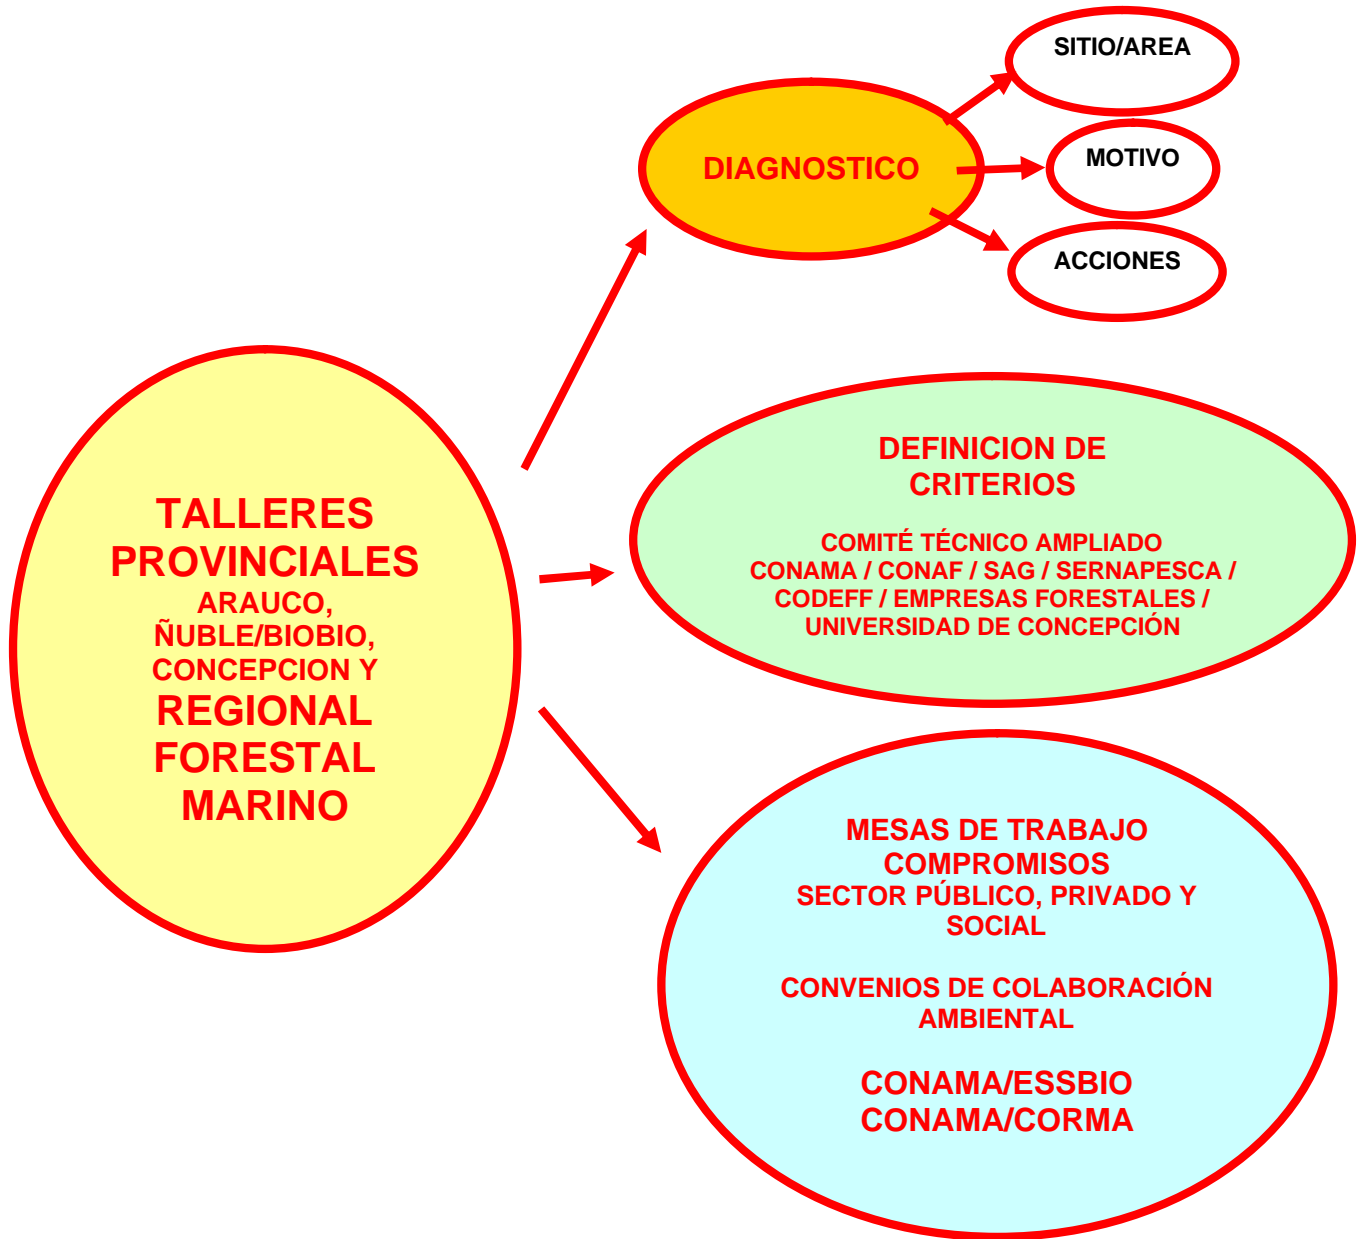 SITIO/AREA
DIAGNOSTICO
MOTIVO
ACCIONES
TALLERES
PROVINCIALES
ARAUCO,
ÑUBLE/BIOBIO,
CONCEPCION Y
REGIONAL
FORESTAL
MARINO
DEFINICION DE
CRITERIOS
COMITÉ TÉCNICO AMPLIADO
CONAMA / CONAF / SAG / SERNAPESCA /
CODEFF / EMPRESAS FORESTALES /
UNIVERSIDAD DE CONCEPCIÓN
MESAS DE TRABAJO
COMPROMISOS
SECTOR PÚBLICO, PRIVADO Y
SOCIAL
CONVENIOS DE COLABORACIÓN
AMBIENTAL
CONAMA/ESSBIO
CONAMA/CORMA